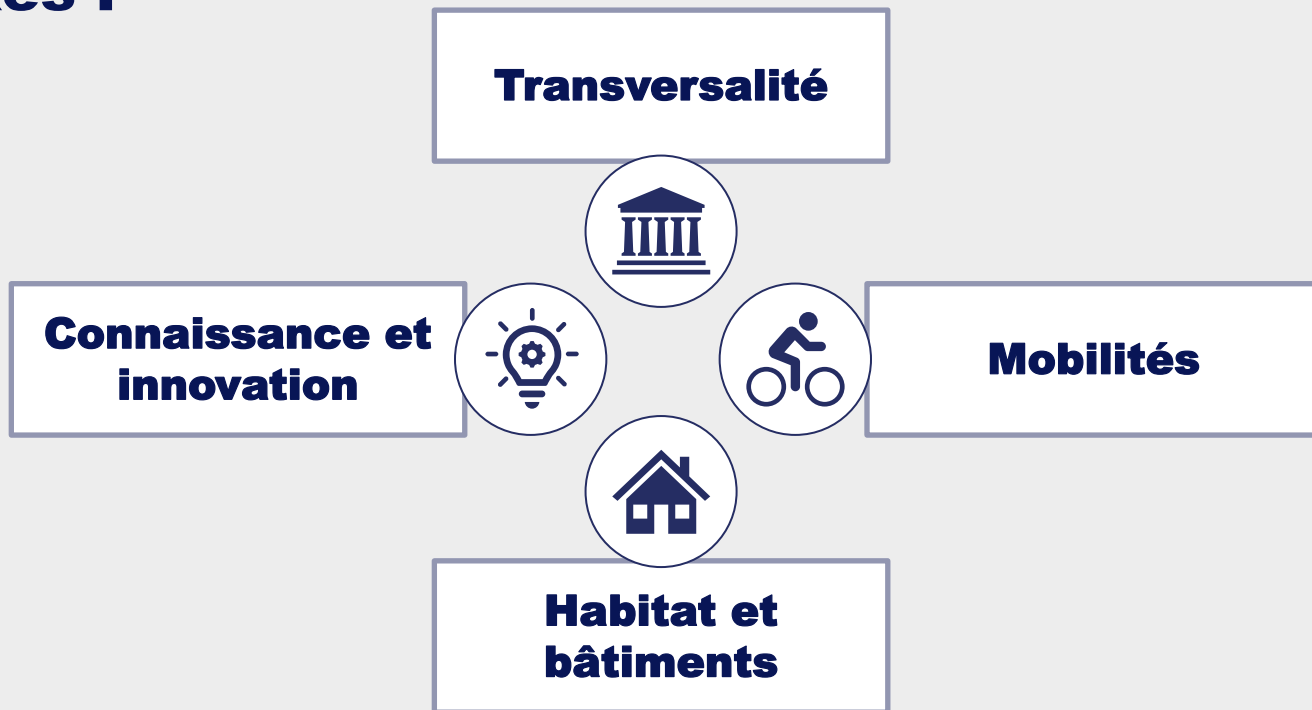 Transversalité
Connaissance et
innovation
Mobilités
Habitat et
bâtiments